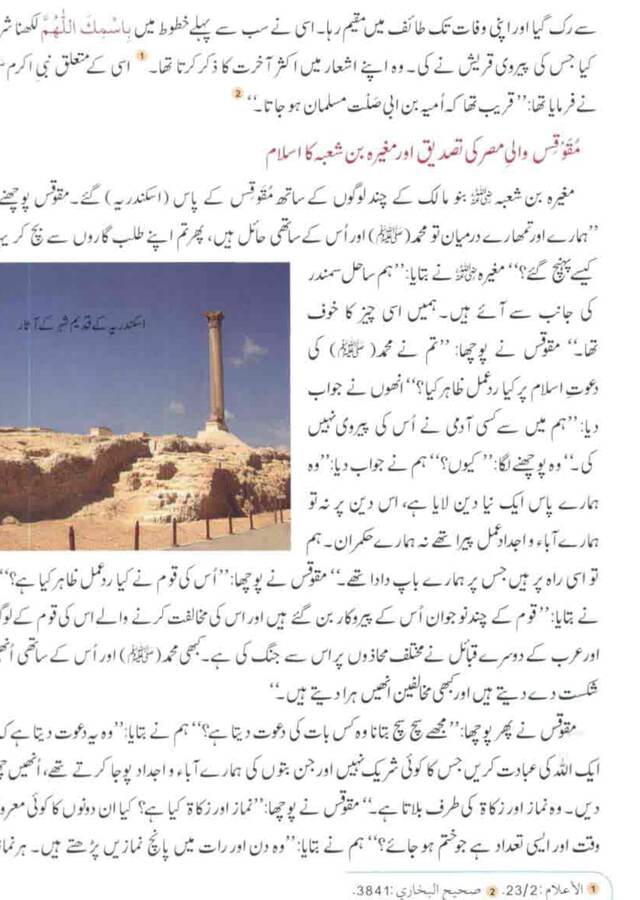 سے رک گیا اور اپنی وفات تک طائف میں مقیم رہا۔ اسی نے سب سے پہلے خطوط میں بِاسْمِكَ اللّٰهُمَّ لکھنا شر
کیا جس کی پیروی قریش نے کی۔ وہ اپنے اشعار میں اکثر آخرت کا ذکر کرتا تھا۔ 1 اسی کے متعلق نبی اکرم
نے فرمایا تھا: ’’قریب تھا کہ اُمیہ بن ابی صَلْت مسلمان ہو جاتا۔‘‘ 2
مُقَوْقِس والیِ مصر کی تصدیق اور مغیرہ بن شعبہ کا اسلام
مغیرہ بن شعبہ ؓ بنو مالک کے چند لوگوں کے ساتھ مُقَوْقِس کے پاس (اسکندریہ) گئے۔ مقوقس پوچھنے
’’ہمارے اور تمھارے درمیان تو محمد (ﷺ) اور اُس کے ساتھی حائل ہیں، پھر تم اپنے طلب گاروں سے بچ کر یہ
کیسے پہنچ گئے؟‘‘ مغیرہ ؓ نے بتایا: ’’ہم ساحل سمندر
کی جانب سے آئے ہیں۔ ہمیں اسی چیز کا خوف
تھا۔‘‘ مقوقس نے پوچھا: ’’تم نے محمد (ﷺ) کی
دعوتِ اسلام پر کیا ردعمل ظاہر کیا؟‘‘ انھوں نے جواب
دیا: ’’ہم میں سے کسی آدمی نے اُس کی پیروی نہیں
کی۔‘‘ وہ پوچھنے لگا: ’’کیوں؟‘‘ ہم نے جواب دیا: ’’وہ
ہمارے پاس ایک نیا دین لایا ہے، اس دین پر نہ تو
ہمارے آباء و اجداد عمل پیرا تھے نہ ہمارے حکمران۔ ہم
اسکندریہ کے قدیم شہر کے آثار
تو اسی راہ پر ہیں جس پر ہمارے باپ دادا تھے۔‘‘ مقوقس نے پوچھا: ’’اُس کی قوم نے کیا ردعمل ظاہر کیا ہے؟‘‘
نے بتایا: ’’قوم کے چند نوجوان اُس کے پیروکار بن گئے ہیں اور اس کی مخالفت کرنے والے اس کی قوم کے لوگ
اور عرب کے دوسرے قبائل نے مختلف محاذوں پر اس سے جنگ کی ہے۔ کبھی محمد (ﷺ) اور اُس کے ساتھی اُنھ
شکست دے دیتے ہیں اور کبھی مخالفین انھیں ہرا دیتے ہیں۔‘‘
مقوقس نے پھر پوچھا: ’’مجھے سچ سچ بتانا وہ کس بات کی دعوت دیتا ہے؟‘‘ ہم نے بتایا: ’’وہ یہ دعوت دیتا ہے ک
ایک اللہ کی عبادت کریں جس کا کوئی شریک نہیں اور جن بتوں کی ہمارے آباء و اجداد پوجا کرتے تھے، اُنھیں چھ
دیں۔ وہ نماز اور زکاۃ کی طرف بلاتا ہے۔‘‘ مقوقس نے پوچھا: ’’نماز اور زکاۃ کیا ہے؟ کیا ان دونوں کا کوئی معرو
وقت اور ایسی تعداد ہے جو ختم ہو جائے؟‘‘ ہم نے بتایا: ’’وہ دن اور رات میں پانچ نمازیں پڑھتے ہیں۔ ہر نما
1 الأعلام: 23/2. 2 صحيح البخاري: 3841.